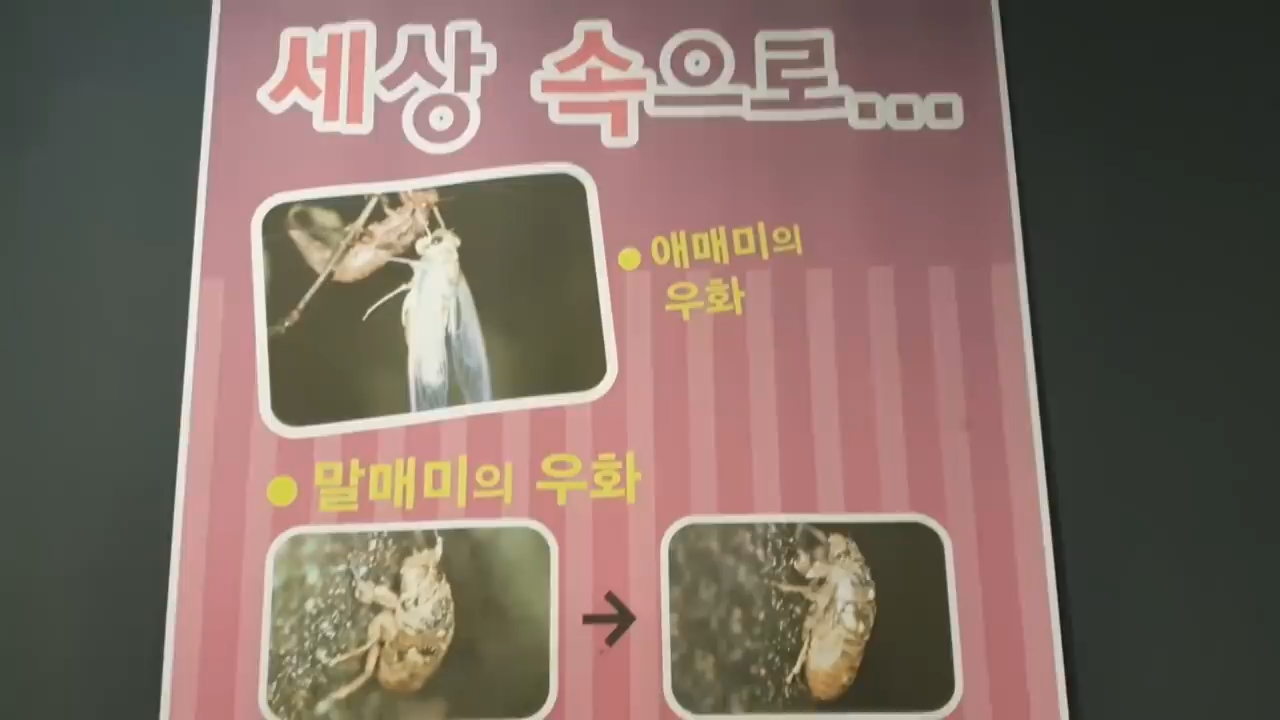 세상 속으로...
● 애매미의
우화
● 말매미의 우화
→